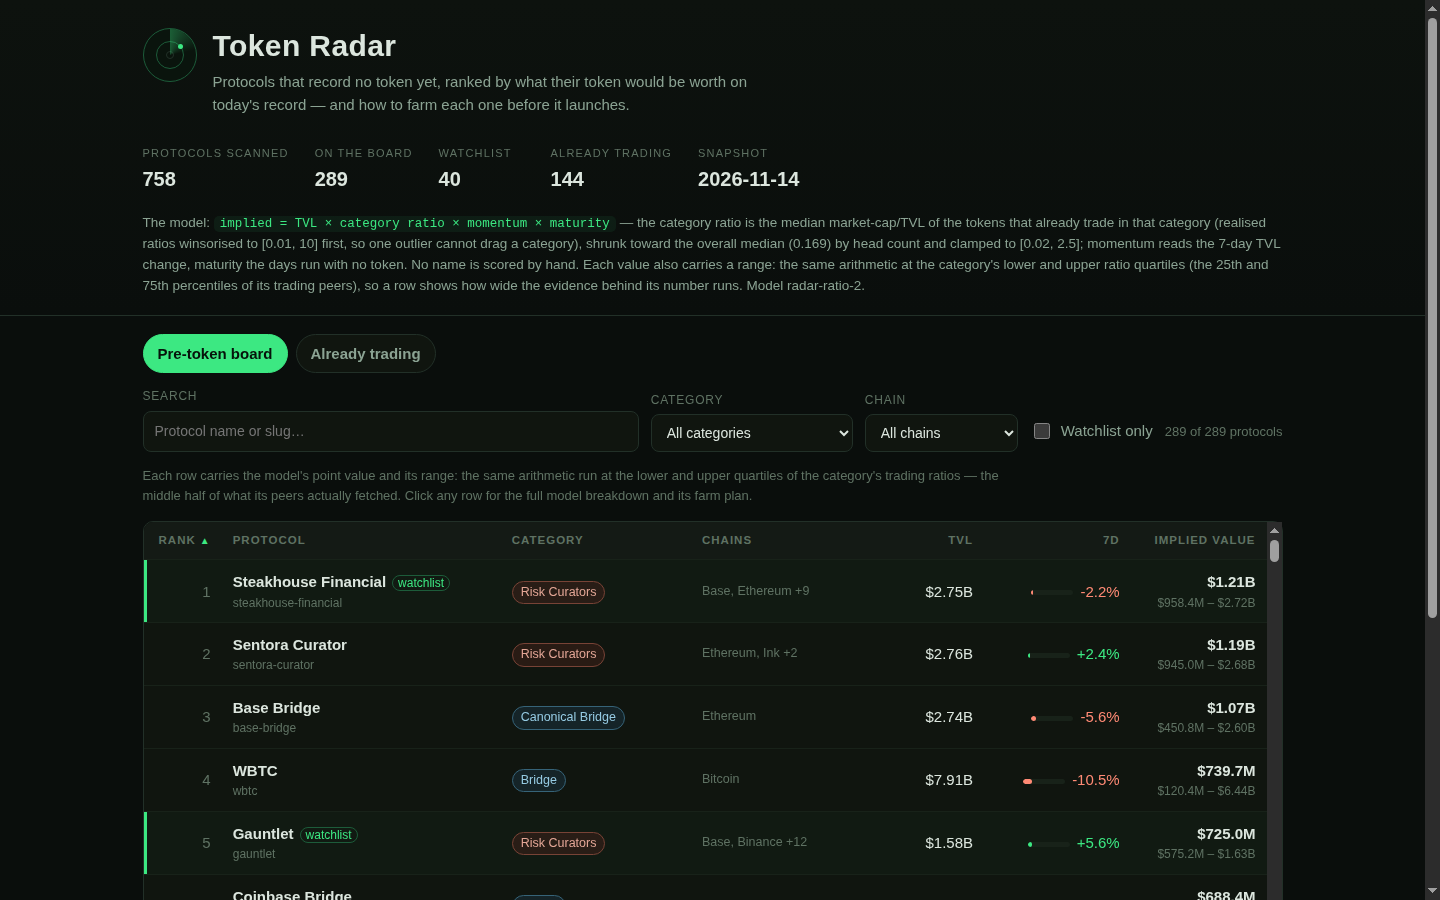 Token Radar
Protocols that record no token yet, ranked by what their token would be worth on
today's record — and how to farm each one before it launches.
PROTOCOLS SCANNED
758
ON THE BOARD
289
WATCHLIST
40
ALREADY TRADING
144
SNAPSHOT
2026-11-14
The model: implied = TVL × category ratio × momentum × maturity — the category ratio is the median market-cap/TVL of the tokens that already trade in that category (realised
ratios winsorised to [0.01, 10] first, so one outlier cannot drag a category), shrunk toward the overall median (0.169) by head count and clamped to [0.02, 2.5]; momentum reads the 7-day TVL
change, maturity the days run with no token. No name is scored by hand. Each value also carries a range: the same arithmetic at the category's lower and upper ratio quartiles (the 25th and
75th percentiles of its trading peers), so a row shows how wide the evidence behind its number runs. Model radar-ratio-2.
Pre-token board
Already trading
SEARCH
Protocol name or slug…
CATEGORY
All categories
CHAIN
All chains
Watchlist only
289 of 289 protocols
Each row carries the model's point value and its range: the same arithmetic run at the lower and upper quartiles of the category's trading ratios — the
middle half of what its peers actually fetched. Click any row for the full model breakdown and its farm plan.
RANK ▲ PROTOCOL CATEGORY CHAINS TVL 7D IMPLIED VALUE
1 Steakhouse Financial watchlist Risk Curators Base, Ethereum +9 $2.75B -2.2% $1.21B
steakhouse-financial $958.4M – $2.72B
2 Sentora Curator Risk Curators Ethereum, Ink +2 $2.76B +2.4% $1.19B
sentora-curator $945.0M – $2.68B
3 Base Bridge Canonical Bridge Ethereum $2.74B -5.6% $1.07B
base-bridge $450.8M – $2.60B
4 WBTC Bridge Bitcoin $7.91B -10.5% $739.7M
wbtc $120.4M – $6.44B
5 Gauntlet watchlist Risk Curators Base, Binance +12 $1.58B +5.6% $725.0M
gauntlet $575.2M – $1.63B
Coinbase Bridge $688.4M